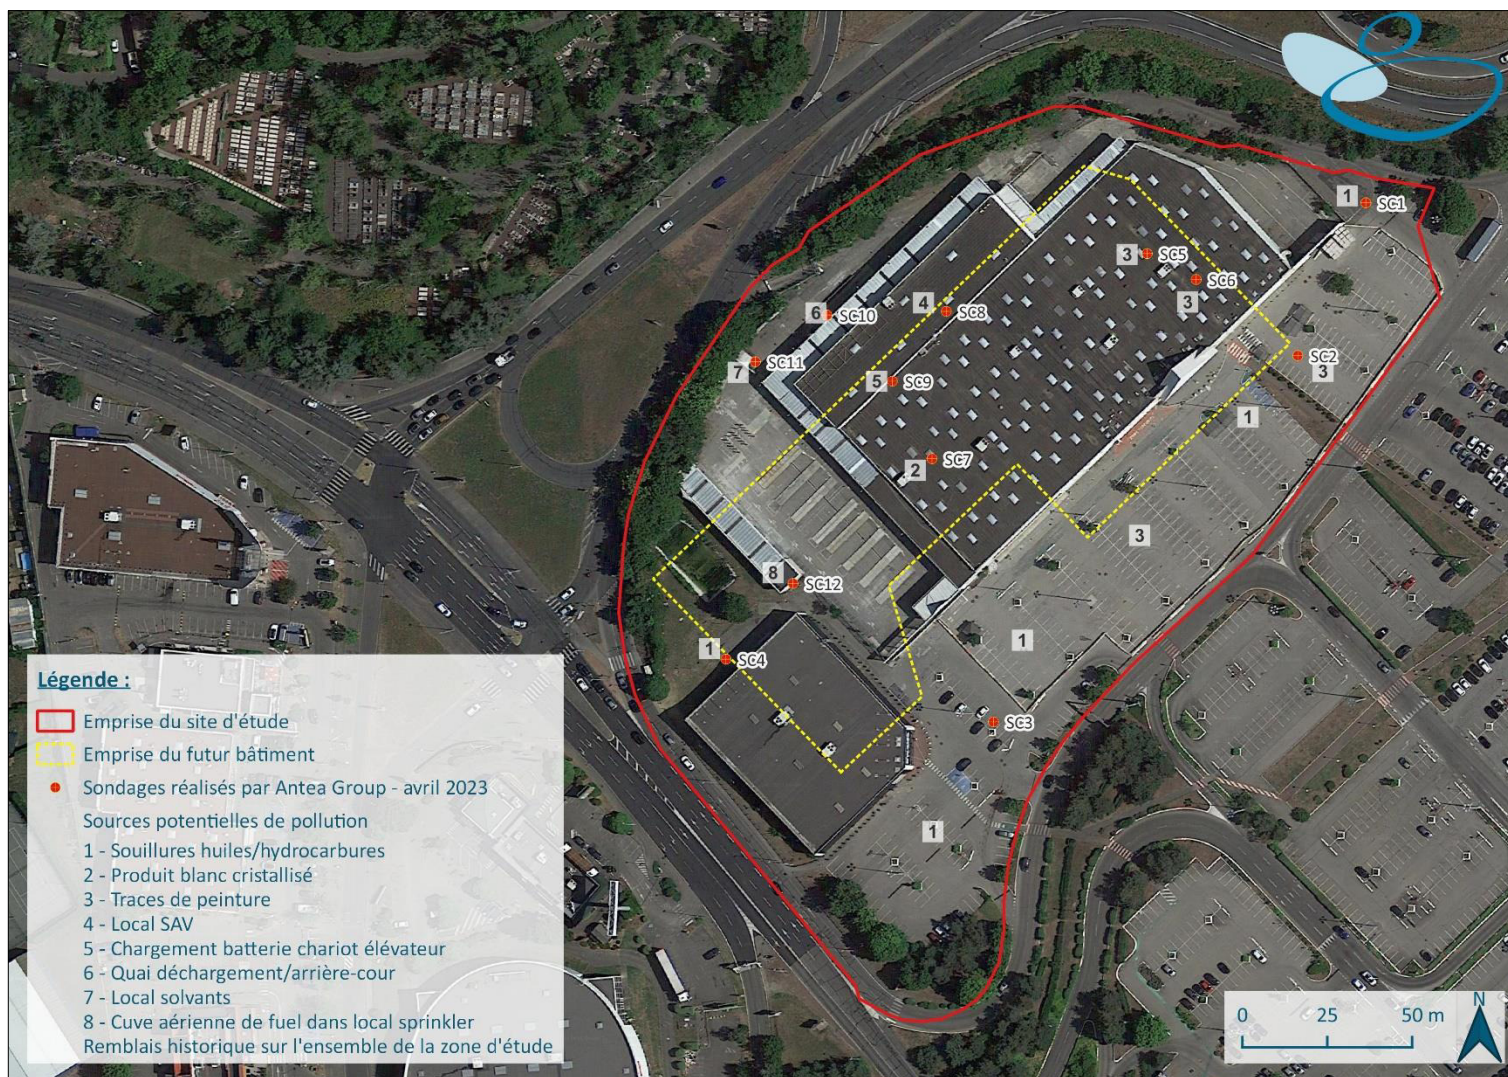 1
SC1
3
SC5
SC6
3
6
SC10
4
SC8
7
SC11
SC2
3
5
SC9
1
2
SC7
3
8
SC12
1
SC4
1
SC3
1
Légende :
Emprise du site d'étude
Emprise du futur bâtiment
Sondages réalisés par Antea Group - avril 2023
Sources potentielles de pollution
1 - Souillures huiles/hydrocarbures
2 - Produit blanc cristallisé
3 - Traces de peinture
4 - Local SAV
5 - Chargement batterie chariot élévateur
6 - Quai déchargement/arrière-cour
7 - Local solvants
8 - Cuve aérienne de fuel dans local sprinkler
Remblais historique sur l'ensemble de la zone d'étude
0 25 50 m
N